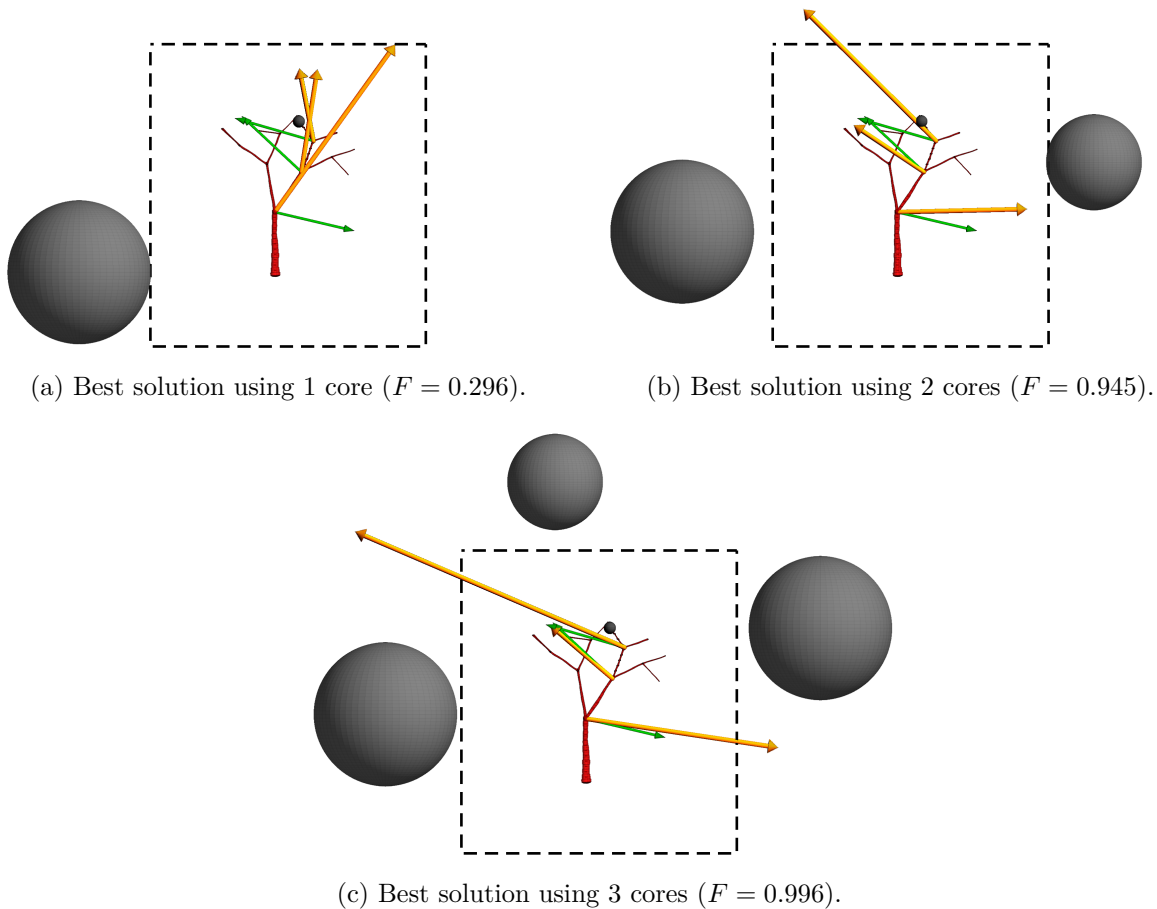 (a) Best solution using 1 core (F = 0.296).
(b) Best solution using 2 cores (F = 0.945).
(c) Best solution using 3 cores (F = 0.996).